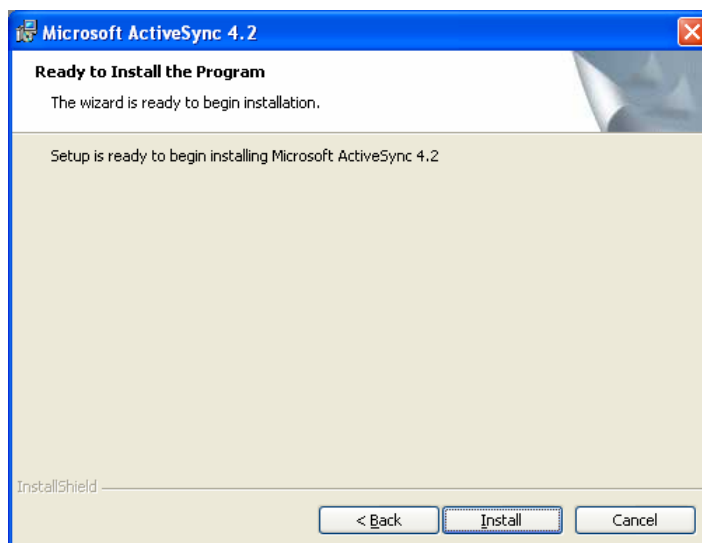 Microsoft ActiveSync 4.2
Ready to Install the Program
The wizard is ready to begin installation.
Setup is ready to begin installing Microsoft ActiveSync 4.2
InstallShield
< Back Install Cancel